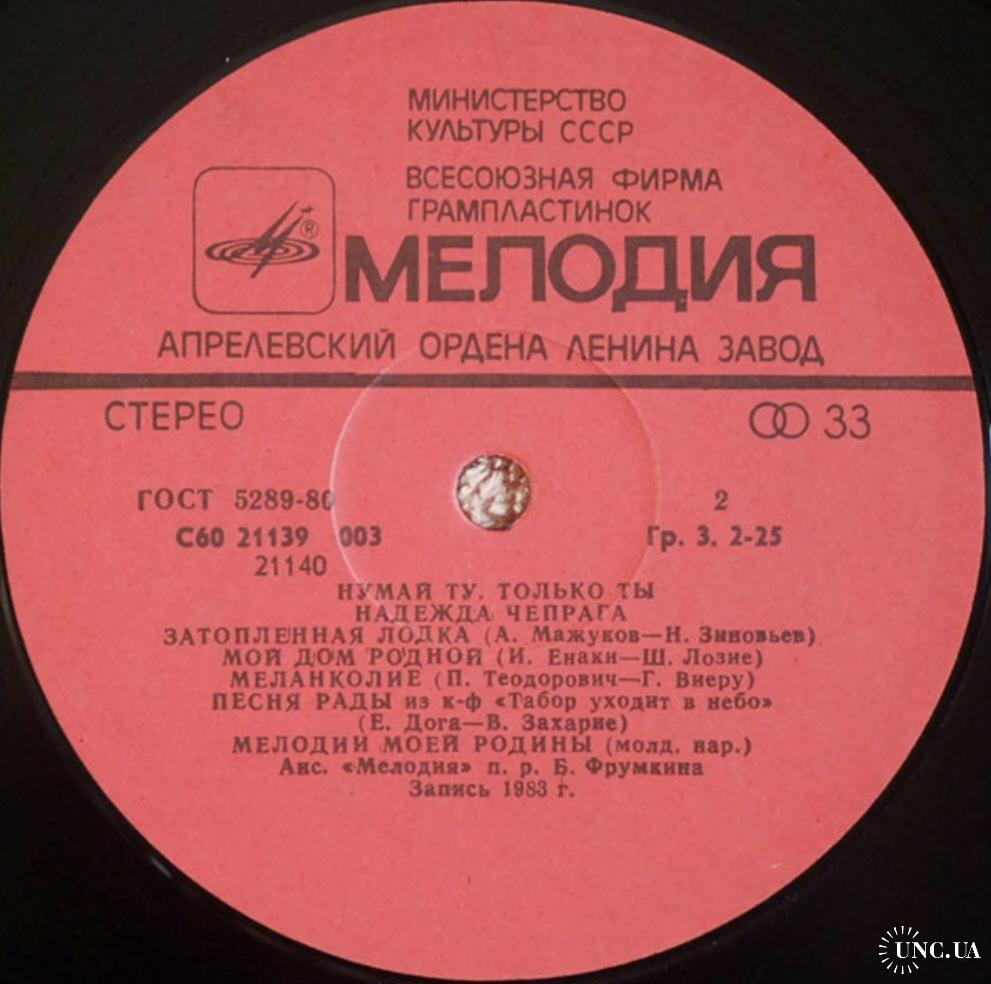 МИНИСТЕРСТВО
КУЛЬТУРЫ СССР
ВСЕСОЮЗНАЯ ФИРМА
ГРАМПЛАСТИНОК
®
МЕЛОДИЯ
АПРЕЛЕВСКИЙ ОРДЕНА ЛЕНИНА ЗАВОД
СТЕРЕО 33
ГОСТ 5289-80 2
С60 21139 003 Гр. 3. 2-25
21140
НУМАЙ ТУ. ТОЛЬКО ТЫ
НАДЕЖДА ЧЕПРАГА
ЗАТОПЛЕННАЯ ЛОДКА (А. Мажуков—Н. Зиновьев)
МОЙ ДОМ РОДНОЙ (И. Енаки—Ш. Лозие)
МЕЛАНКОЛИЕ (П. Теодорович—Г. Виеру)
ПЕСНЯ РАДЫ из к-ф «Табор уходит в небо»
(Е. Дога—В. Захарие)
МЕЛОДИИ МОЕЙ РОДИНЫ (молд. нар.)
Анс. «Мелодия» п. р. Б. Фрумкина
Запись 1983 г.
UNC.UA